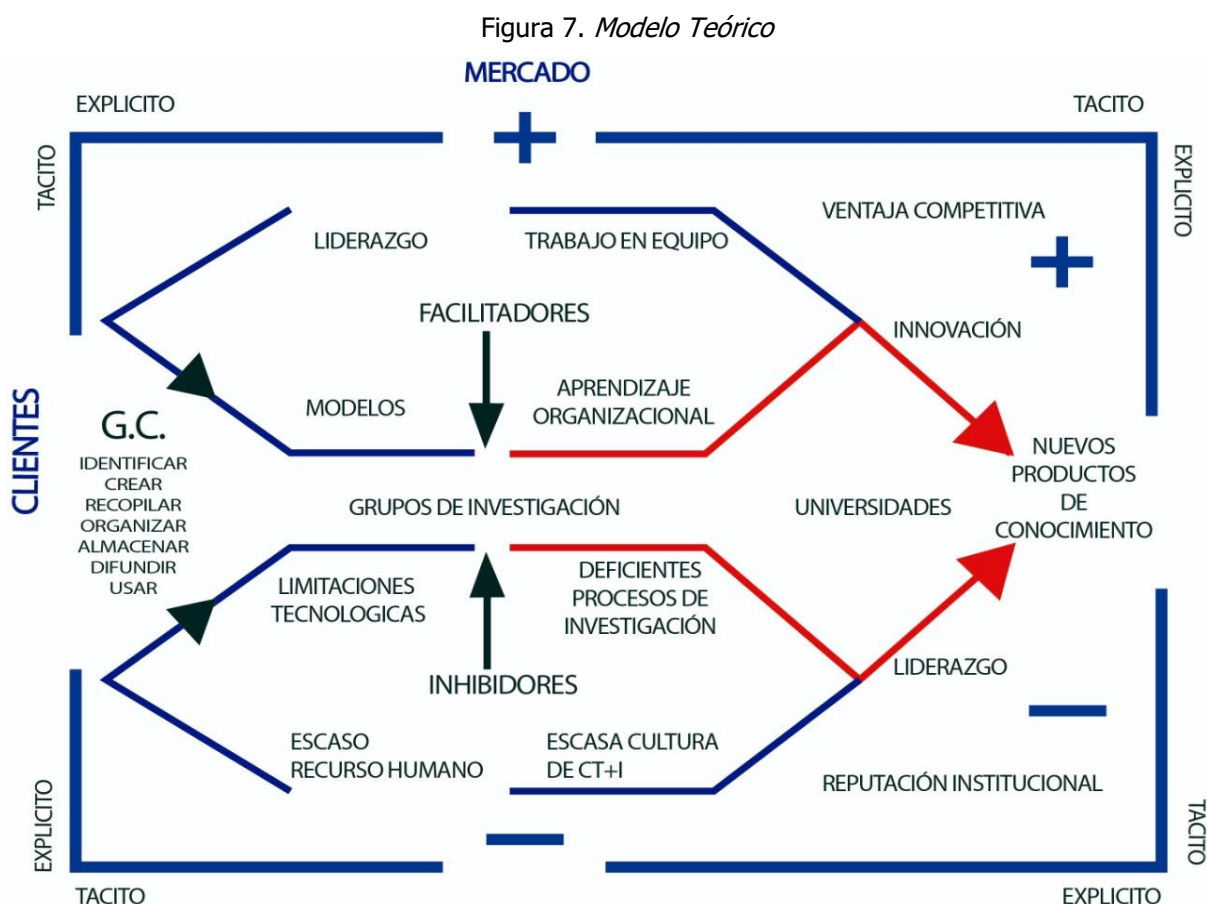 Figura 7. Modelo Teórico
MERCADO
EXPLICITO
TACITO
TACITO
EXPLICITO
+
VENTAJA COMPETITIVA
LIDERAZGO
TRABAJO EN EQUIPO
+
FACILITADORES
INNOVACIÓN
MODELOS
APRENDIZAJE
ORGANIZACIONAL
CLIENTES
G.C.
IDENTIFICAR
CREAR
RECOPILAR
ORGANIZAR
ALMACENAR
DIFUNDIR
USAR
GRUPOS DE INVESTIGACIÓN
UNIVERSIDADES
NUEVOS
PRODUCTOS
DE
CONOCIMIENTO
LIMITACIONES
TECNOLOGICAS
DEFICIENTES
PROCESOS DE
INVESTIGACIÓN
INHIBIDORES
LIDERAZGO
ESCASO
RECURSO HUMANO
ESCASA CULTURA
DE CT+I
REPUTACIÓN INSTITUCIONAL
EXPLICITO
TACITO
TACITO
EXPLICITO